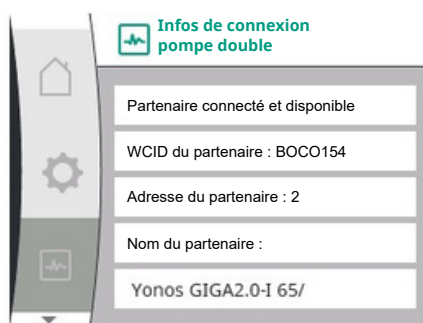 Infos de connexion
pompe double
Partenaire connecté et disponible
WCID du partenaire : BOCO154
Adresse du partenaire : 2
Nom du partenaire :
Yonos GIGA2.0-I 65/